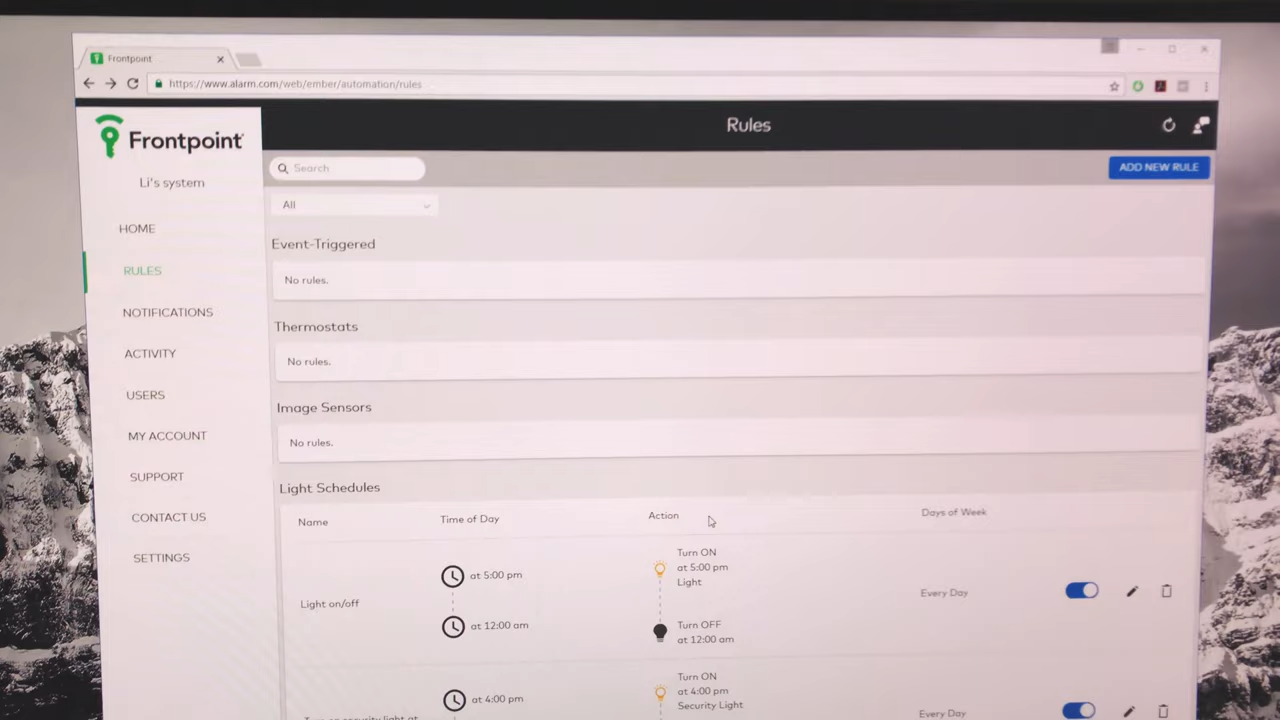 Frontpoint
https://www.alarm.com/web/ember/automation/rules
Frontpoint
Rules
Li's system
Search
ADD NEW RULE
All
HOME
RULES
NOTIFICATIONS
ACTIVITY
USERS
MY ACCOUNT
SUPPORT
CONTACT US
SETTINGS
Event-Triggered
No rules.
Thermostats
No rules.
Image Sensors
No rules.
Light Schedules
Name Time of Day Action Days of Week
Light on/off
at 5:00 pm
at 12:00 am
Turn ON
at 5:00 pm
Light
Turn OFF
at 12:00 am
Every Day
at 4:00 pm
Turn ON
at 4:00 pm
Security Light
Every Day